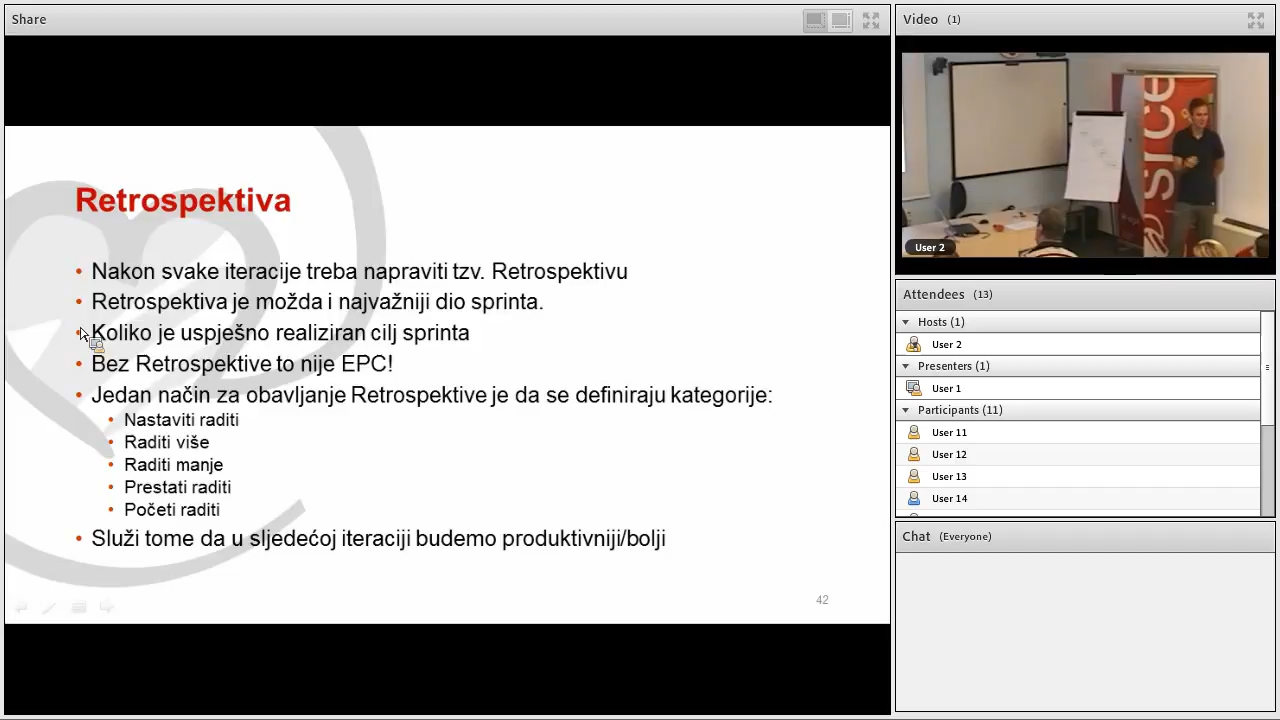 Share
Retrospektiva
• Nakon svake iteracije treba napraviti tzv. Retrospektivu
• Retrospektiva je možda i najvažniji dio sprinta.
• Koliko je uspješno realiziran cilj sprinta
• Bez Retrospektive to nije EPC!
• Jedan način za obavljanje Retrospektive je da se definiraju kategorije:
• Nastaviti raditi
• Raditi više
• Raditi manje
• Prestati raditi
• Početi raditi
• Služi tome da u sljedećoj iteraciji budemo produktivniji/bolji
42
Video (1)
srce
User 2
Attendees (13)
Hosts (1)
User 2
Presenters (1)
User 1
Participants (11)
User 11
User 12
User 13
User 14
Chat (Everyone)